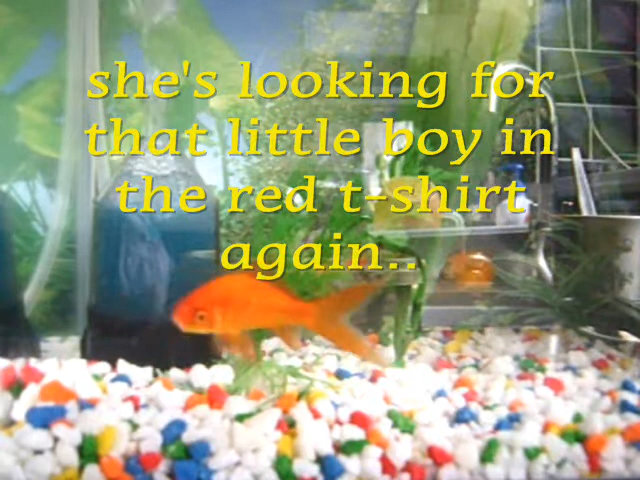 she's looking for
that little boy in
the red t-shirt
again..